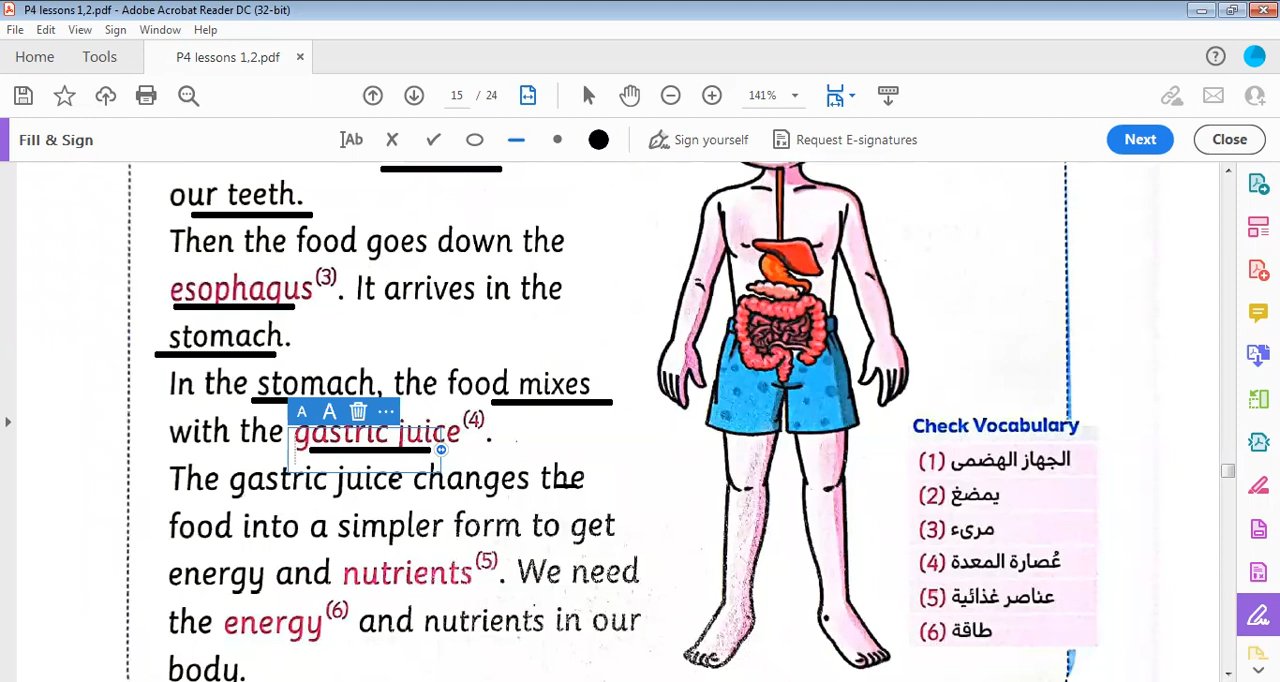 P4 lessons 1,2.pdf - Adobe Acrobat Reader DC (32-bit)
File Edit View Sign Window Help
Home Tools P4 lessons 1,2.pdf ×
15 / 24 141%
Fill & Sign Ab Sign yourself Request E-signatures Next Close
our teeth.
Then the food goes down the
esophagus(3). It arrives in the
stomach.
In the stomach, the food mixes
A A ...
with the gastric juice(4).
The gastric juice changes the
food into a simpler form to get
energy and nutrients(5). We need
the energy(6) and nutrients in our
body.
Check Vocabulary
(1) الجهاز الهضمى
(2) يمضغ
(3) مرىء
(4) عُصارة المعدة
(5) عناصر غذائية
(6) طاقة